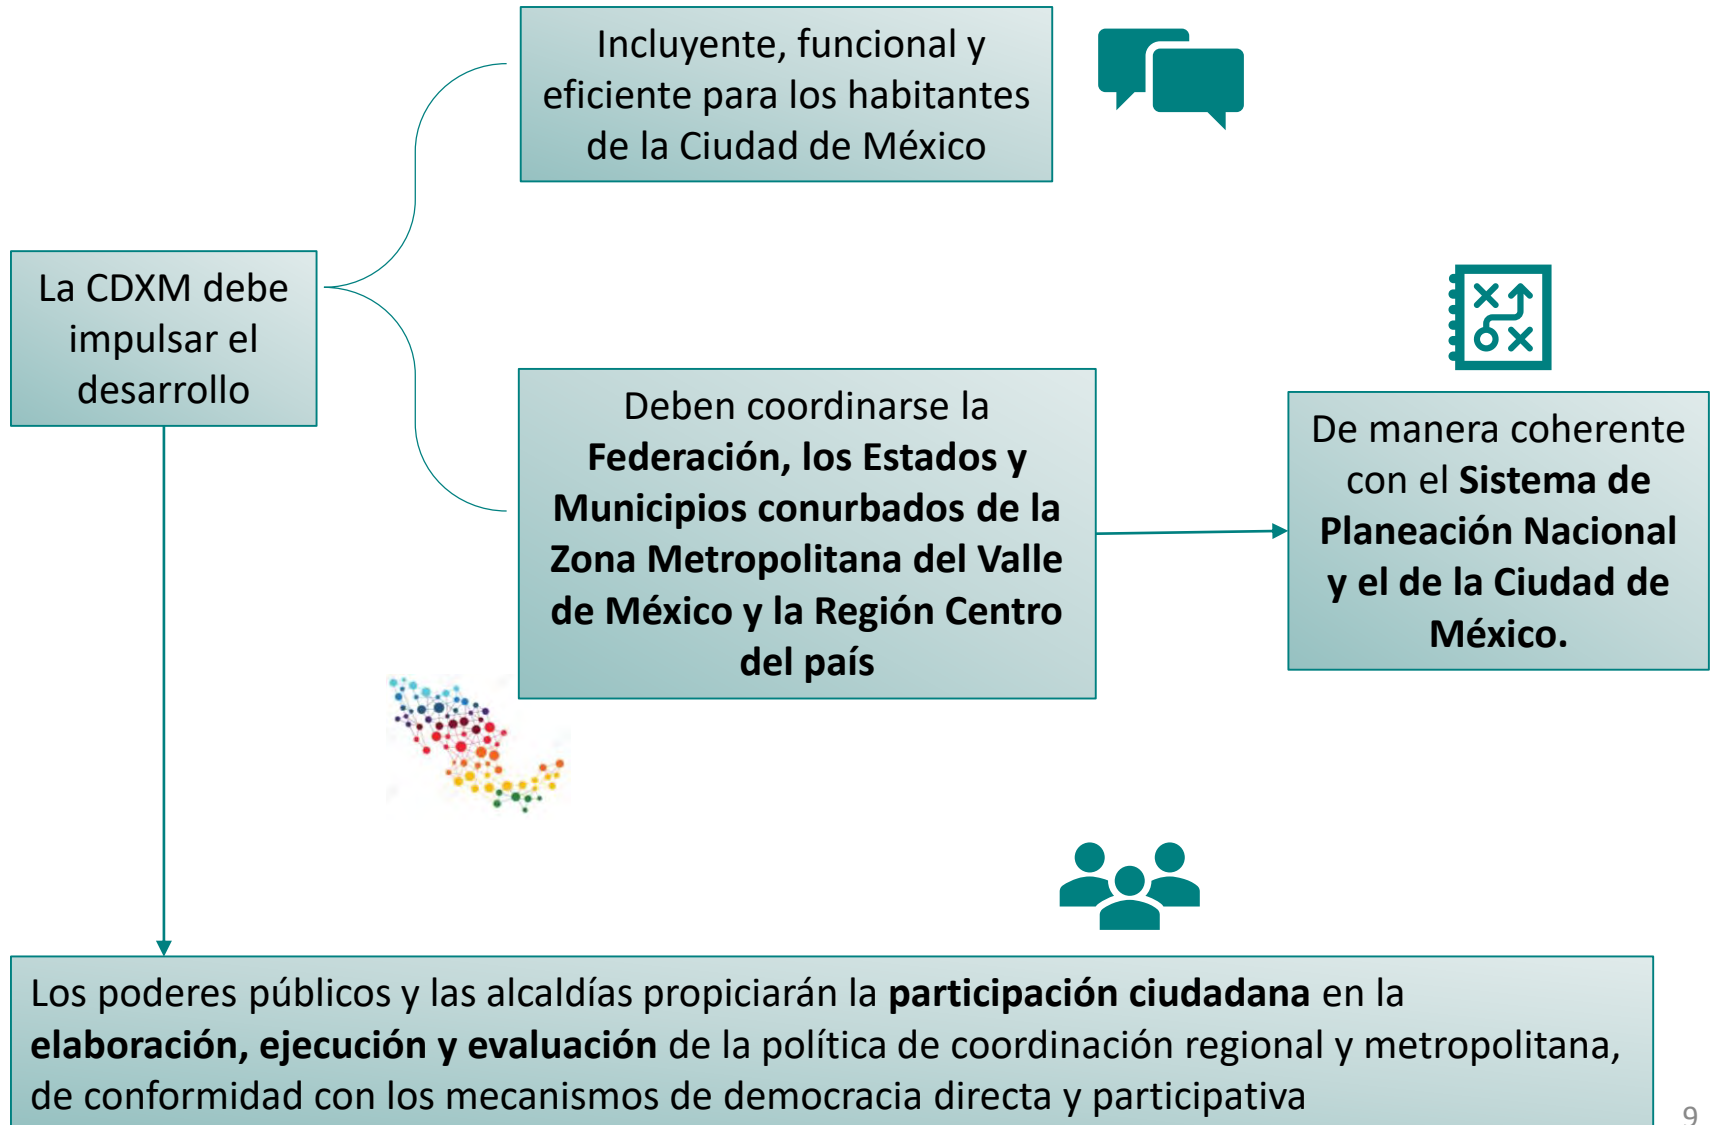 Incluyente, funcional y
eficiente para los habitantes
de la Ciudad de México
La CDXM debe
impulsar el
desarrollo
Deben coordinarse la
Federación, los Estados y
Municipios conurbados de la
Zona Metropolitana del Valle
de México y la Región Centro
del país
De manera coherente
con el Sistema de
Planeación Nacional
y el de la Ciudad de
México.
Los poderes públicos y las alcaldías propiciarán la participación ciudadana en la
elaboración, ejecución y evaluación de la política de coordinación regional y metropolitana,
de conformidad con los mecanismos de democracia directa y participativa
9